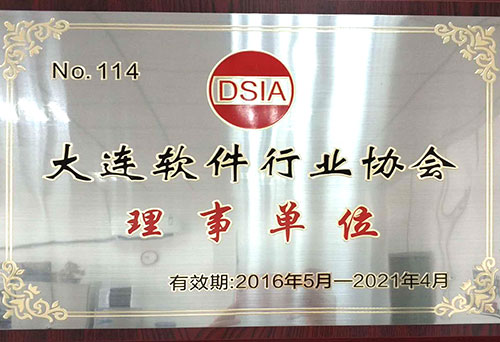 No. 114
DSIA
大连软件行业协会
理事单位
有效期:2016年5月—2021年4月